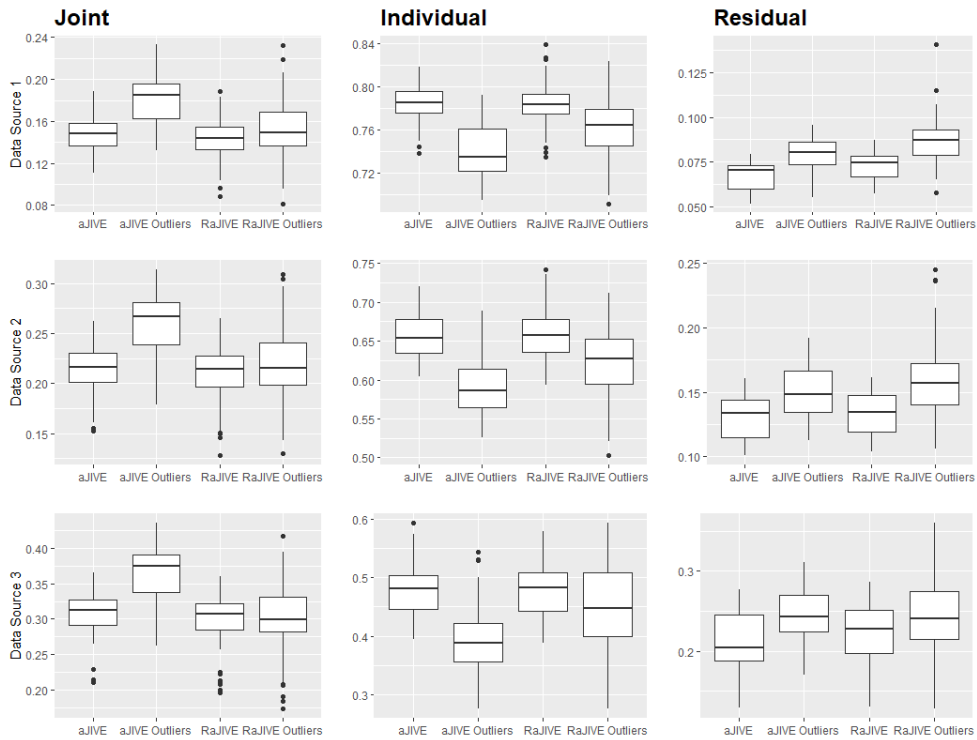 Joint Individual Residual
Data Source 1
0.24
0.20
0.16
0.12
0.08
aJIVE aJIVE Outliers RaJIVE RaJIVE Outliers
0.84
0.80
0.76
0.72
aJIVE aJIVE Outliers RaJIVE RaJIVE Outliers
0.125
0.100
0.075
0.050
aJIVE aJIVE Outliers RaJIVE RaJIVE Outliers
Data Source 2
0.30
0.25
0.20
0.15
aJIVE aJIVE Outliers RaJIVE RaJIVE Outliers
0.75
0.70
0.65
0.60
0.55
0.50
aJIVE aJIVE Outliers RaJIVE RaJIVE Outliers
0.25
0.20
0.15
0.10
aJIVE aJIVE Outliers RaJIVE RaJIVE Outliers
Data Source 3
0.40
0.35
0.30
0.25
0.20
aJIVE aJIVE Outliers RaJIVE RaJIVE Outliers
0.6
0.5
0.4
0.3
aJIVE aJIVE Outliers RaJIVE RaJIVE Outliers
0.3
0.2
aJIVE aJIVE Outliers RaJIVE RaJIVE Outliers